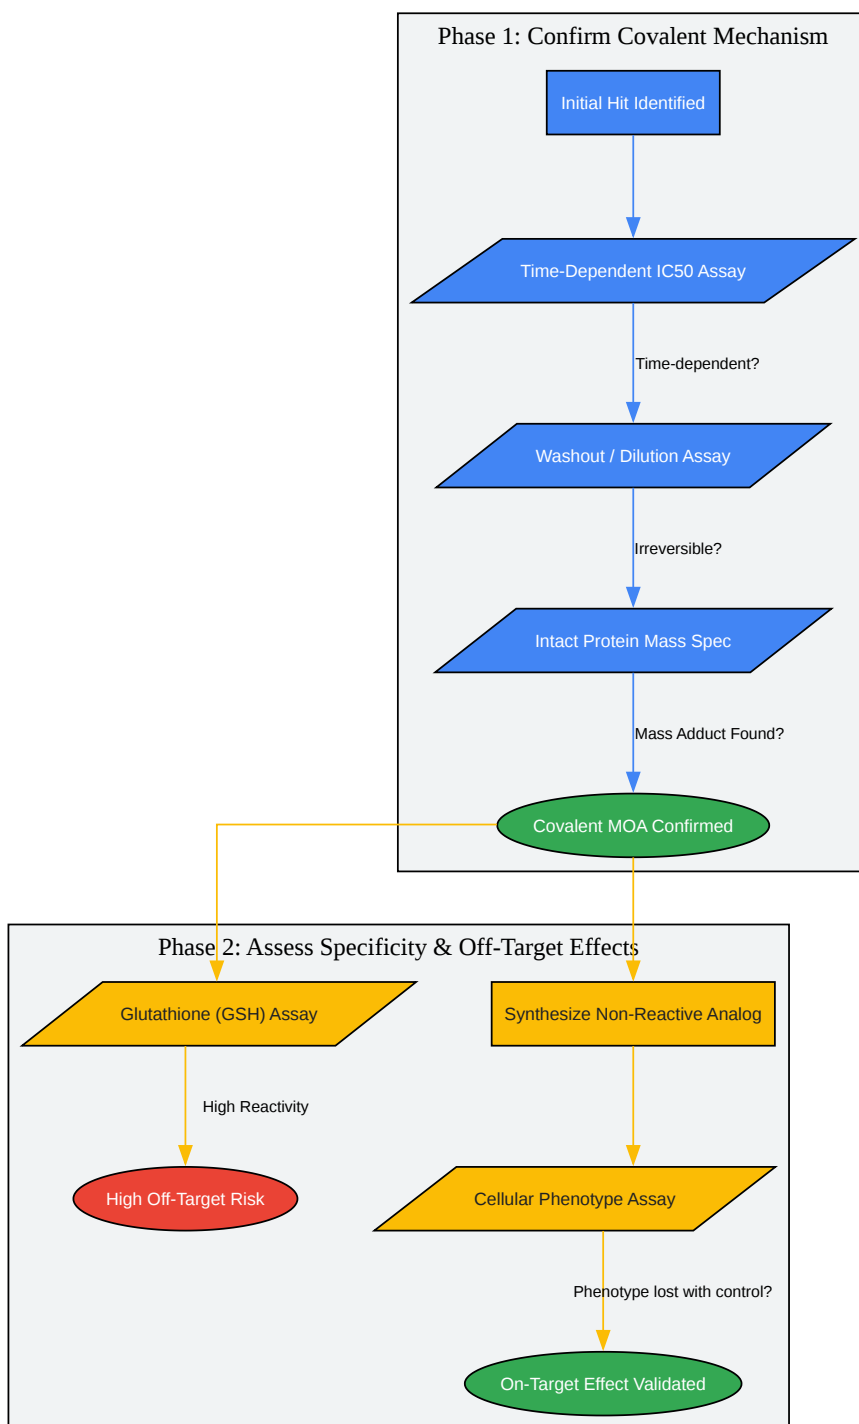 Phase 1: Confirm Covalent Mechanism
Initial Hit Identified
Time-Dependent IC50 Assay
Time-dependent?
Washout / Dilution Assay
Irreversible?
Intact Protein Mass Spec
Mass Adduct Found?
Covalent MOA Confirmed
Phase 2: Assess Specificity & Off-Target Effects
Glutathione (GSH) Assay
Synthesize Non-Reactive Analog
High Reactivity
High Off-Target Risk
Cellular Phenotype Assay
Phenotype lost with control?
On-Target Effect Validated